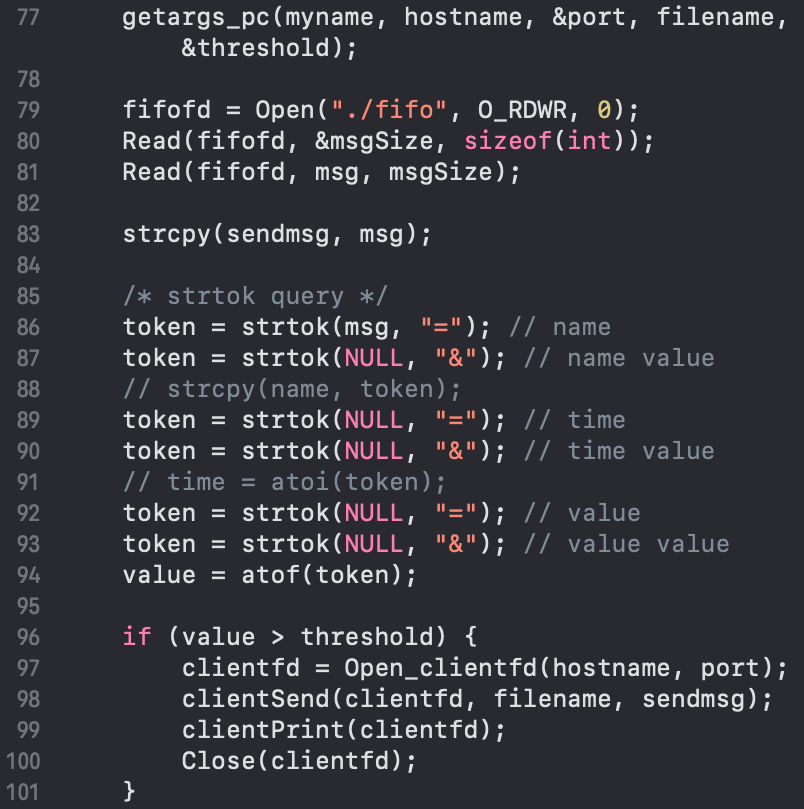 77 getargs_pc(myname, hostname, &port, filename,
&threshold);
78
79 fifofd = Open("./fifo", O_RDWR, 0);
80 Read(fifofd, &msgSize, sizeof(int));
81 Read(fifofd, msg, msgSize);
82
83 strcpy(sendmsg, msg);
84
85 /* strtok query */
86 token = strtok(msg, "="); // name
87 token = strtok(NULL, "&"); // name value
88 // strcpy(name, token);
89 token = strtok(NULL, "="); // time
90 token = strtok(NULL, "&"); // time value
91 // time = atoi(token);
92 token = strtok(NULL, "="); // value
93 token = strtok(NULL, "&"); // value value
94 value = atof(token);
95
96 if (value > threshold) {
97 clientfd = Open_clientfd(hostname, port);
98 clientSend(clientfd, filename, sendmsg);
99 clientPrint(clientfd);
100 Close(clientfd);
101 }